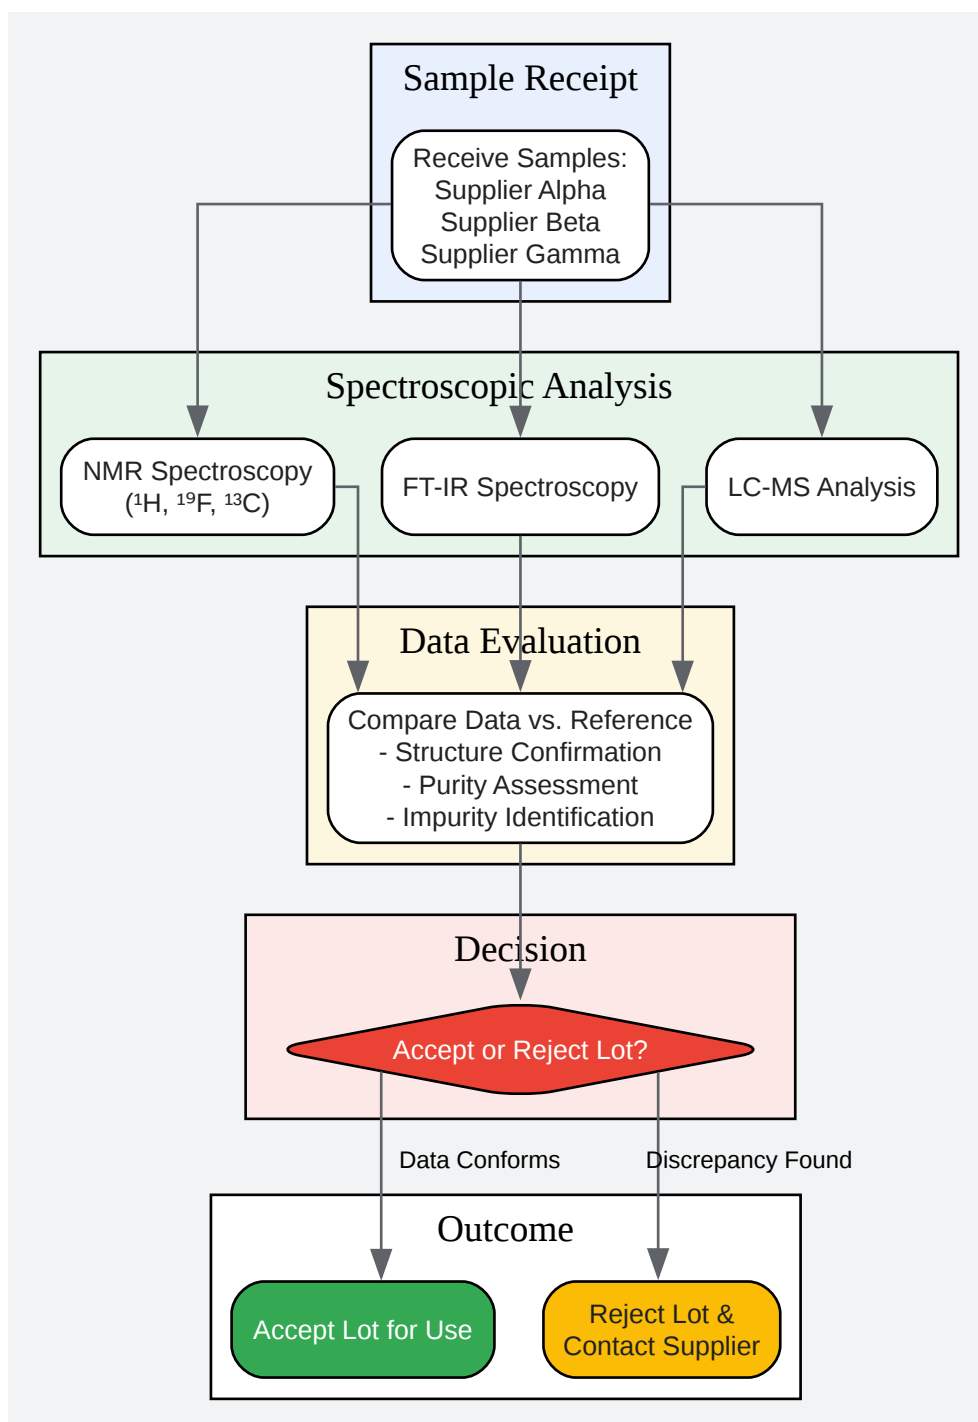 Sample Receipt
Receive Samples:
Supplier Alpha
Supplier Beta
Supplier Gamma
Spectroscopic Analysis
NMR Spectroscopy
(¹H, ¹⁹F, ¹³C)
FT-IR Spectroscopy
LC-MS Analysis
Data Evaluation
Compare Data vs. Reference
- Structure Confirmation
- Purity Assessment
- Impurity Identification
Decision
Accept or Reject Lot?
Data Conforms
Discrepancy Found
Outcome
Accept Lot for Use
Reject Lot &
Contact Supplier